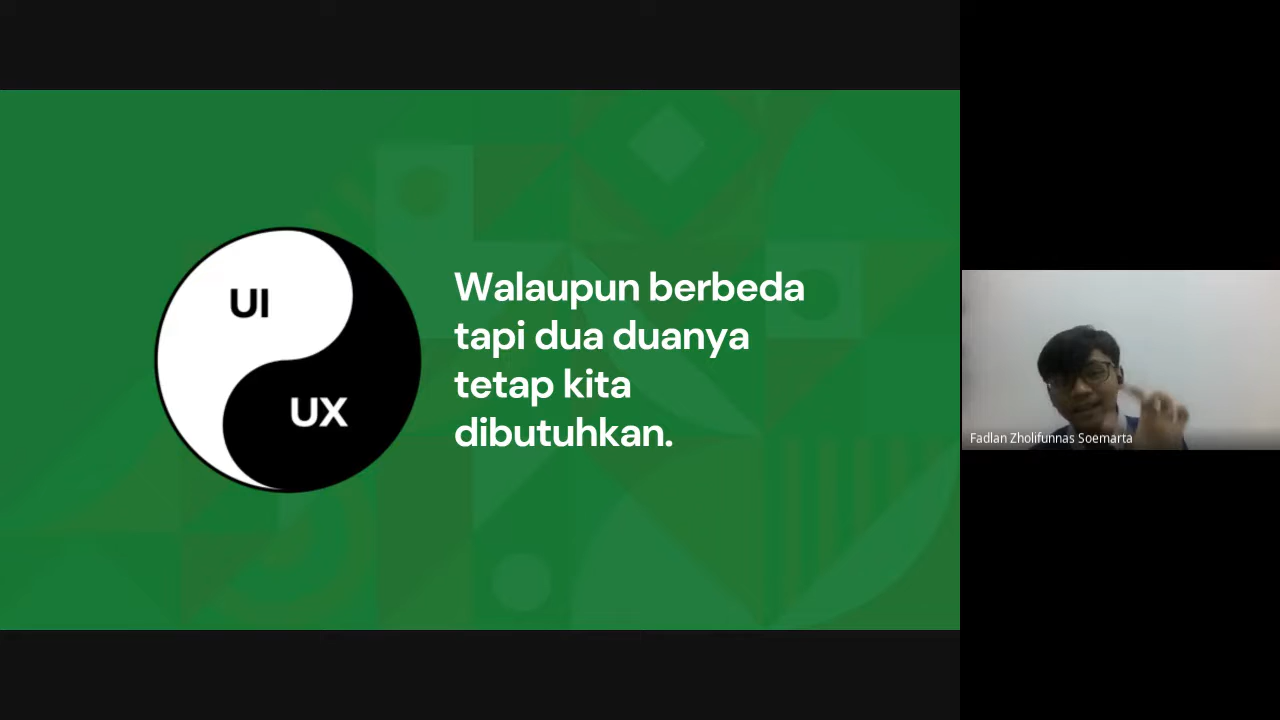 UI
UX
Walaupun berbeda
tapi dua duanya
tetap kita
dibutuhkan.
Fadlan Zholifunnas Soemarta